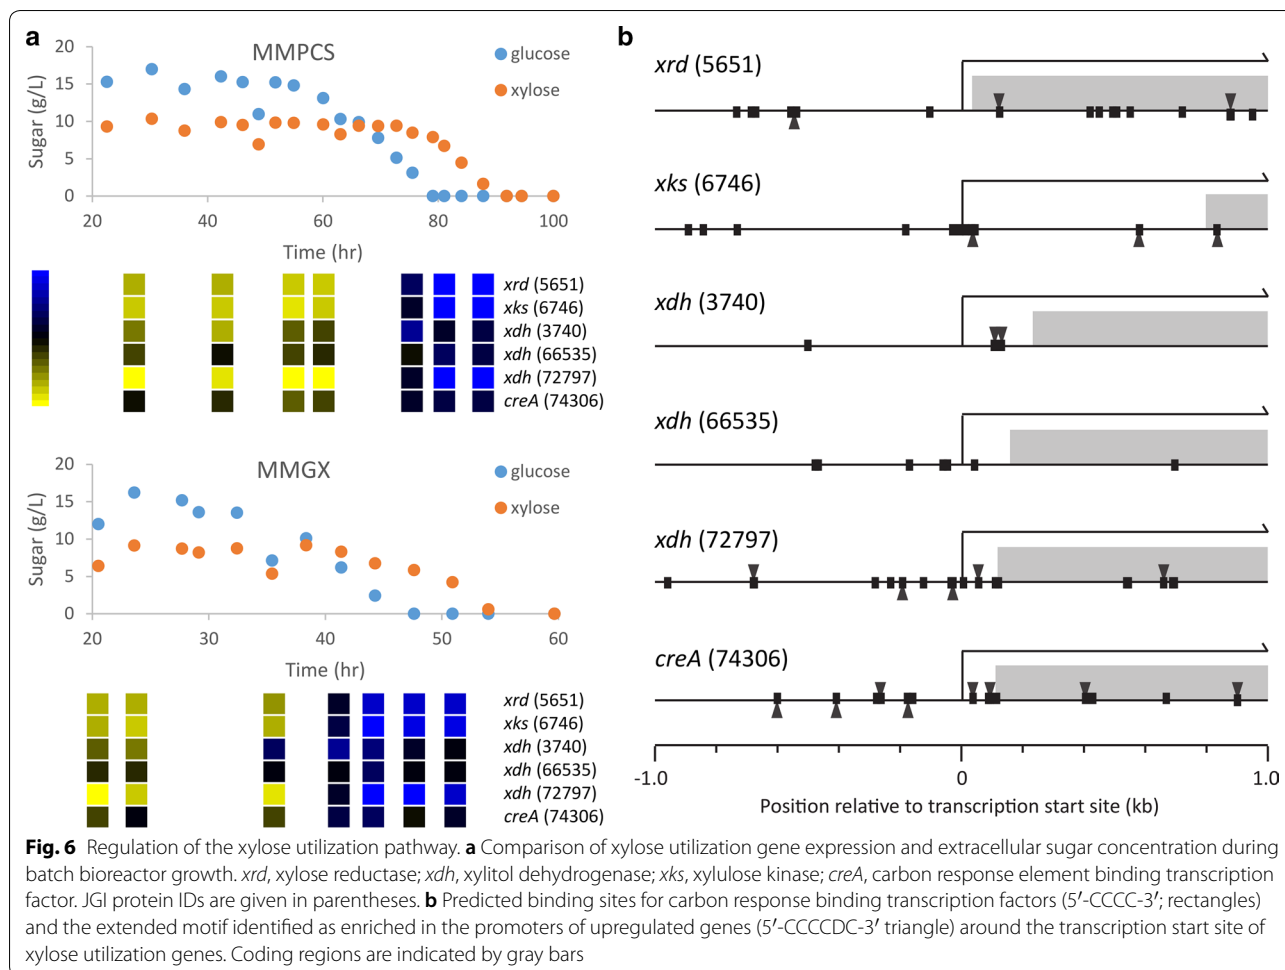 a
MMPCS
glucose
xylose
Sugar (g/L)
20
15
10
5
0
20 40 60 80 100
Time (hr)
xrd (5651)
xks (6746)
xdh (3740)
xdh (66535)
xdh (72797)
creA (74306)
MMGX
glucose
xylose
Sugar (g/L)
20
15
10
5
0
20 30 40 50 60
Time (hr)
xrd (5651)
xks (6746)
xdh (3740)
xdh (66535)
xdh (72797)
creA (74306)
b
xrd (5651)
xks (6746)
xdh (3740)
xdh (66535)
xdh (72797)
creA (74306)
-1.0 0 1.0
Position relative to transcription start site (kb)
Fig. 6 Regulation of the xylose utilization pathway. a Comparison of xylose utilization gene expression and extracellular sugar concentration during
batch bioreactor growth. xrd, xylose reductase; xdh, xylitol dehydrogenase; xks, xylulose kinase; creA, carbon response element binding transcription
factor. JGI protein IDs are given in parentheses. b Predicted binding sites for carbon response binding transcription factors (5′-CCCC-3′; rectangles)
and the extended motif identified as enriched in the promoters of upregulated genes (5′-CCCCDC-3′ triangle) around the transcription start site of
xylose utilization genes. Coding regions are indicated by gray bars